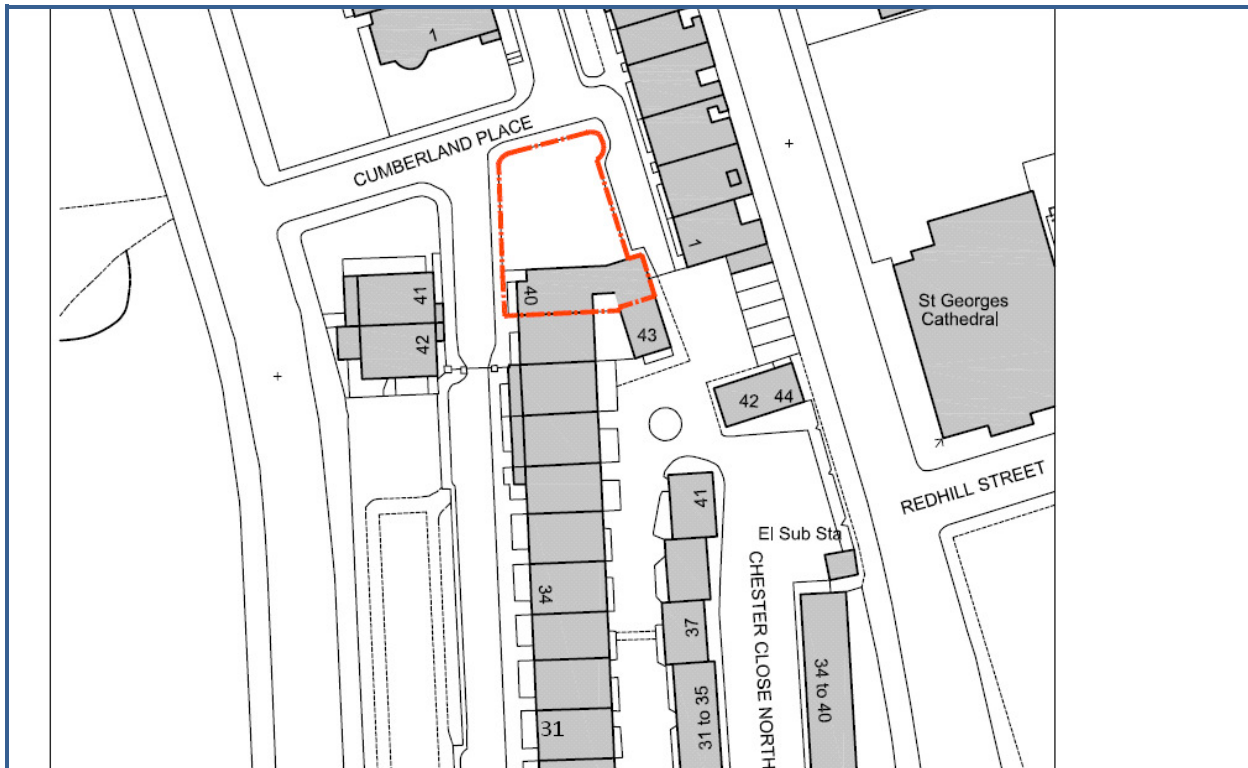 1
CUMBERLAND PLACE
1
41
40
42
43
St Georges
Cathedral
42 44
REDHILL STREET
41
El Sub Sta
34
37
CHESTER CLOSE NORTH
34 to 40
31 to 35
31